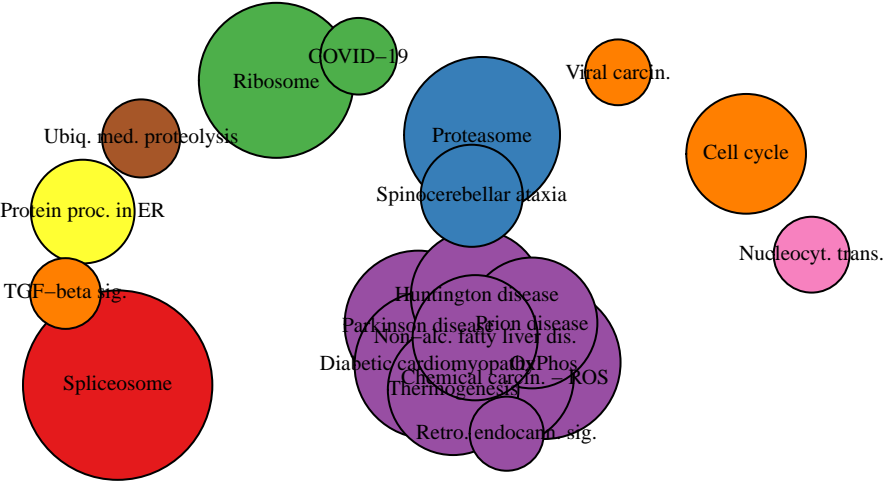 COVID−19
Viral carcin.
Ribosome
Ubiq. med. proteolysis
Proteasome
Cell cycle
Spinocerebellar ataxia
Protein proc. in ER
Nucleocyt. trans.
TGF−beta sig.
Huntington disease
Parkinson disease
Prion disease
Non−alc. fatty liver dis.
Diabetic cardiomyopathy
OxPhos
Chemical carcin. − ROS
Spliceosome
Thermogenesis
Retro. endocann. sig.